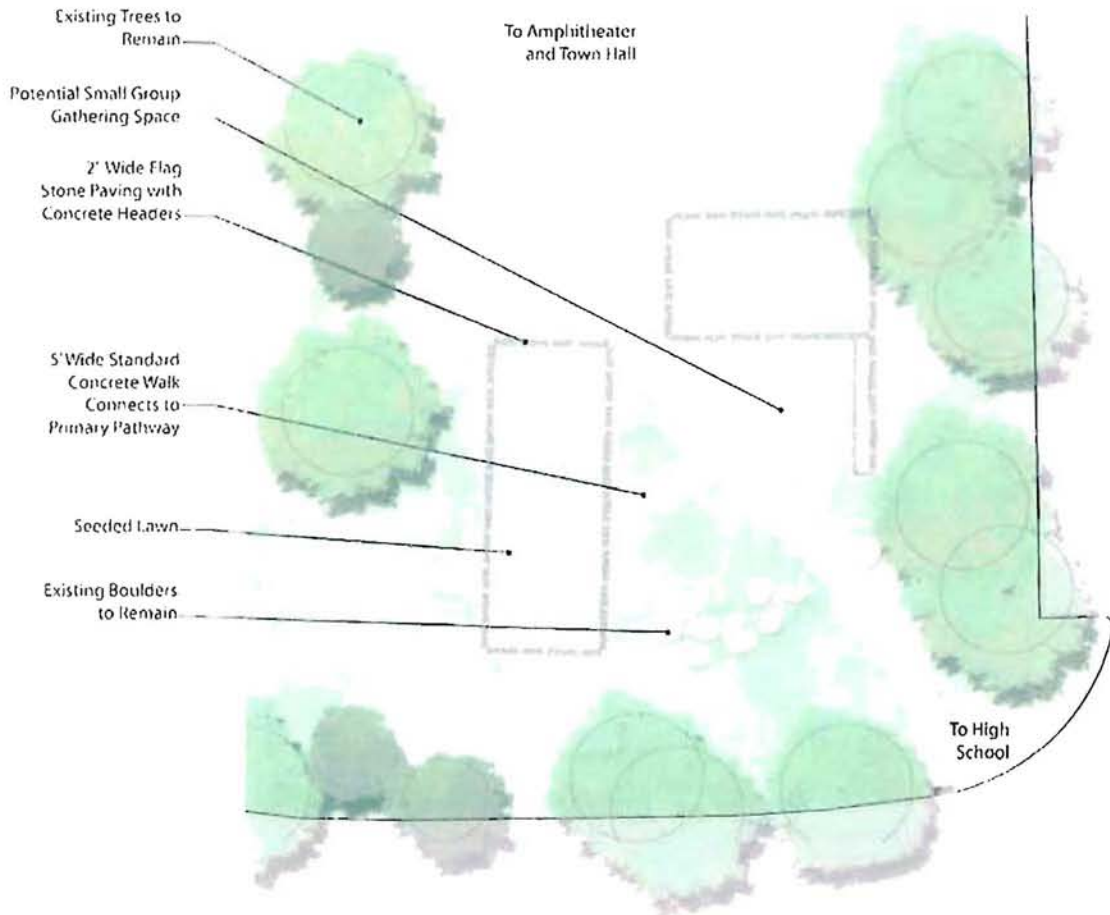 Existing Trees to
Remain
To Amphitheater
and Town Hall
Potential Small Group
Gathering Space
2' Wide Flag
Stone Paving with
Concrete Headers
5' Wide Standard
Concrete Walk
Connects to
Primary Pathway
Seeded Lawn
Existing Boulders
to Remain
To High
School